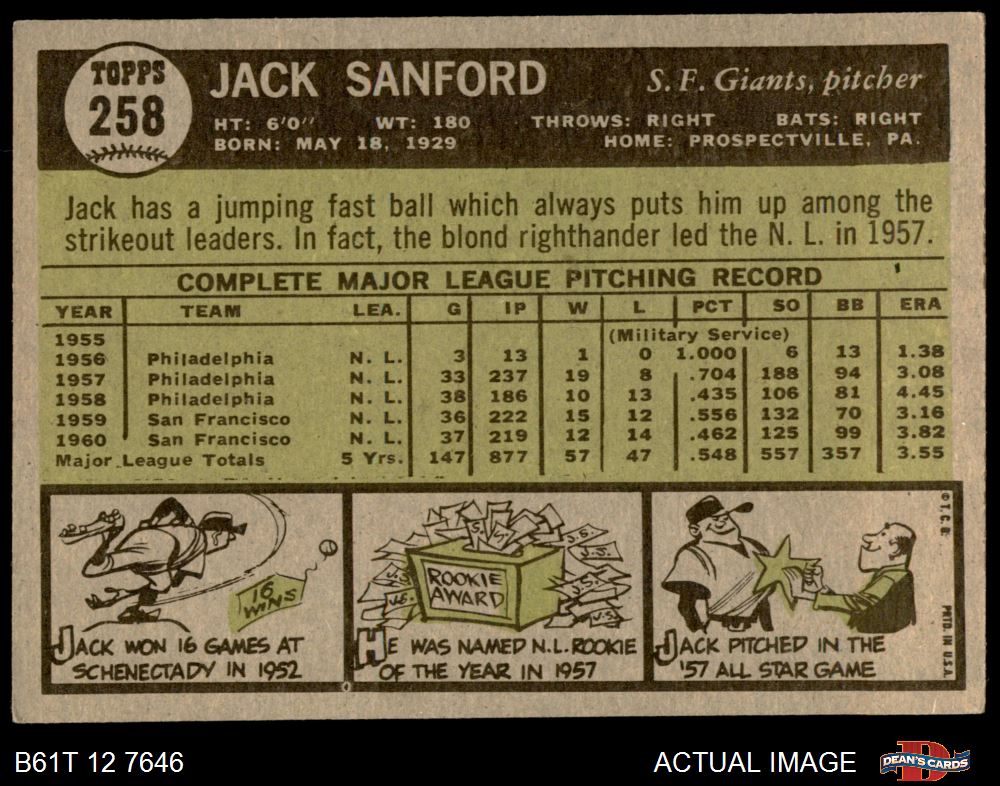 TOPPS
258
JACK SANFORD
S. F. Giants, pitcher
HT: 6'0" WT: 180 THROWS: RIGHT BATS: RIGHT
BORN: MAY 18, 1929 HOME: PROSPECTVILLE, PA.
Jack has a jumping fast ball which always puts him up among the
strikeout leaders. In fact, the blond righthander led the N. L. in 1957.
COMPLETE MAJOR LEAGUE PITCHING RECORD
YEAR TEAM LEA. G IP W L PCT SO BB ERA
1955 (Military Service)
1956 Philadelphia N. L. 3 13 1 0 1.000 6 13 1.38
1957 Philadelphia N. L. 33 237 19 8 .704 188 94 3.08
1958 Philadelphia N. L. 38 186 10 13 .435 106 81 4.45
1959 San Francisco N. L. 36 222 15 12 .556 132 70 3.16
1960 San Francisco N. L. 37 219 12 14 .462 125 99 3.82
Major League Totals 5 Yrs. 147 877 57 47 .548 557 357 3.55
16
WINS
JACK WON 16 GAMES AT
SCHENECTADY IN 1952
J.S.
J.S.
ROOKIE
AWARD
HE WAS NAMED N.L. ROOKIE
OF THE YEAR IN 1957
JACK PITCHED IN THE
'57 ALL STAR GAME
© T.C.G.
PRTD. IN U.S.A.
B61T 12 7646
ACTUAL IMAGE
D
DEAN'S CARDS